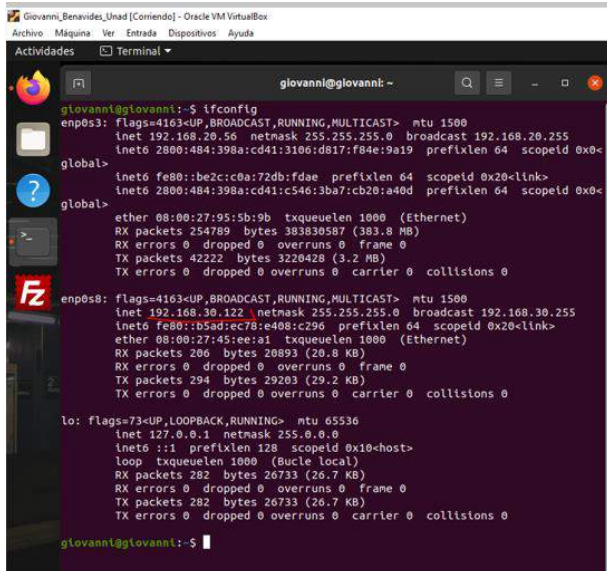 Giovanni_Benavides_Unad [Corriendo] - Oracle VM VirtualBox
Archivo Máquina Ver Entrada Dispositivos Ayuda
Actividades Terminal
giovanni@giovanni: ~
giovanni@giovanni:~$ ifconfig
enp0s3: flags=4163<UP,BROADCAST,RUNNING,MULTICAST> mtu 1500
inet 192.168.20.56 netmask 255.255.255.0 broadcast 192.168.20.255
inet6 2800:484:398a:cd41:3106:d817:f84e:9a19 prefixlen 64 scopeid 0x0<
global>
inet6 fe80::be2c:c0a:72db:fdae prefixlen 64 scopeid 0x20<link>
inet6 2800:484:398a:cd41:c546:3ba7:cb20:a40d prefixlen 64 scopeid 0x0<
global>
ether 08:00:27:95:5b:9b txqueuelen 1000 (Ethernet)
RX packets 254789 bytes 383830587 (383.8 MB)
RX errors 0 dropped 0 overruns 0 frame 0
TX packets 42222 bytes 3220428 (3.2 MB)
TX errors 0 dropped 0 overruns 0 carrier 0 collisions 0
enp0s8: flags=4163<UP,BROADCAST,RUNNING,MULTICAST> mtu 1500
inet 192.168.30.122 netmask 255.255.255.0 broadcast 192.168.30.255
inet6 fe80::b5ad:ec78:e408:c296 prefixlen 64 scopeid 0x20<link>
ether 08:00:27:45:ee:a1 txqueuelen 1000 (Ethernet)
RX packets 206 bytes 20893 (20.8 KB)
RX errors 0 dropped 0 overruns 0 frame 0
TX packets 294 bytes 29203 (29.2 KB)
TX errors 0 dropped 0 overruns 0 carrier 0 collisions 0
lo: flags=73<UP,LOOPBACK,RUNNING> mtu 65536
inet 127.0.0.1 netmask 255.0.0.0
inet6 ::1 prefixlen 128 scopeid 0x10<host>
loop txqueuelen 1000 (Bucle local)
RX packets 282 bytes 26733 (26.7 KB)
RX errors 0 dropped 0 overruns 0 frame 0
TX packets 282 bytes 26733 (26.7 KB)
TX errors 0 dropped 0 overruns 0 carrier 0 collisions 0
giovanni@giovanni:~$